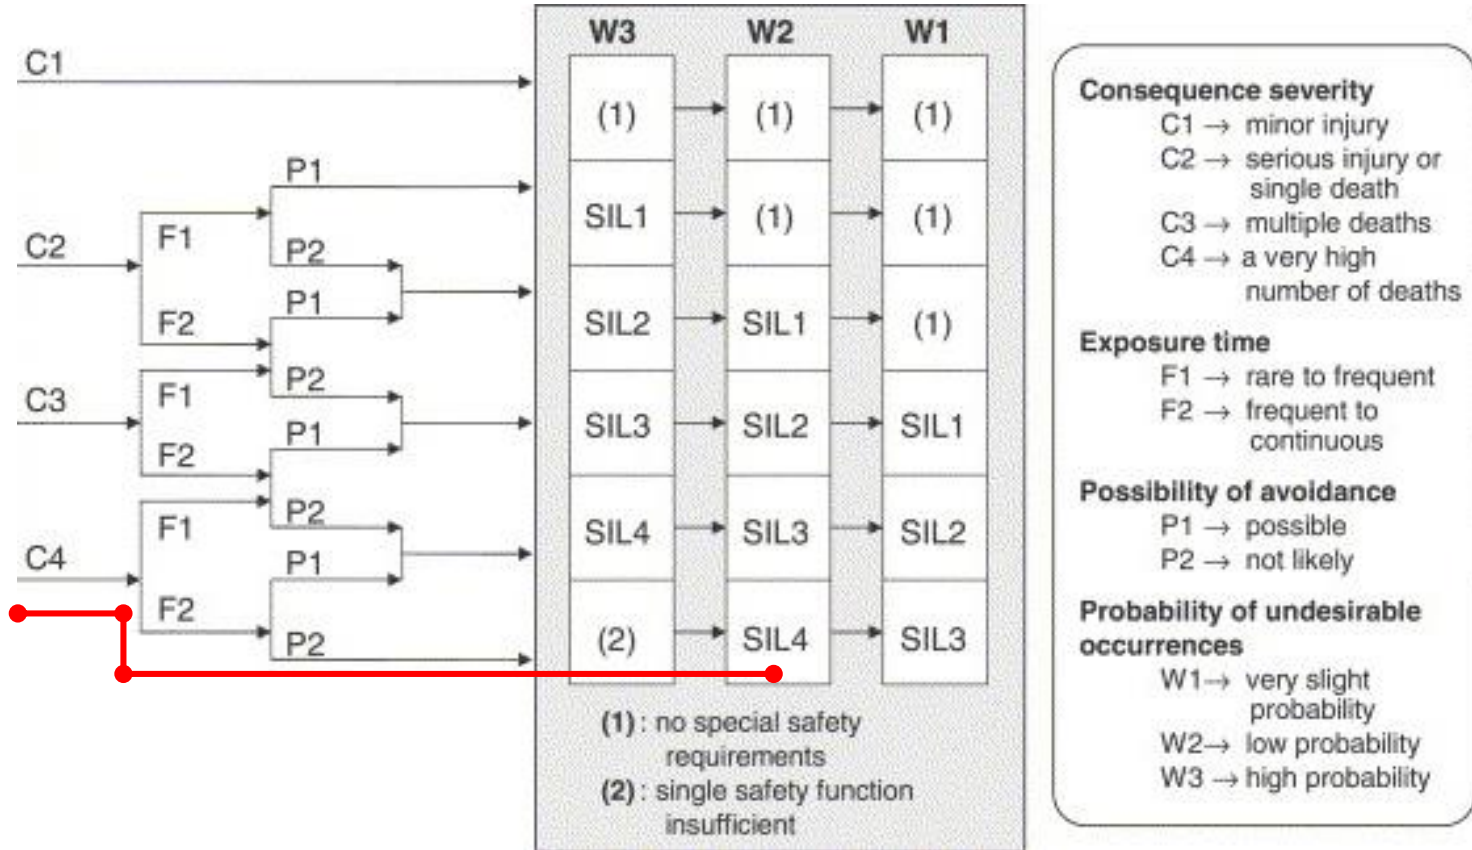 W3 W2 W1
C1
(1) (1) (1)
P1
SIL1 (1) (1)
F1
C2
P2
P1
F2
SIL2 SIL1 (1)
P2
F1
C3
P1
SIL3 SIL2 SIL1
F2
P2
F1
SIL4 SIL3 SIL2
C4
P1
F2
P2
(2) SIL4 SIL3
(1) : no special safety
requirements
(2) : single safety function
insufficient
Consequence severity
C1 → minor injury
C2 → serious injury or
single death
C3 → multiple deaths
C4 → a very high
number of deaths
Exposure time
F1 → rare to frequent
F2 → frequent to
continuous
Possibility of avoidance
P1 → possible
P2 → not likely
Probability of undesirable
occurrences
W1→ very slight
probability
W2→ low probability
W3 → high probability